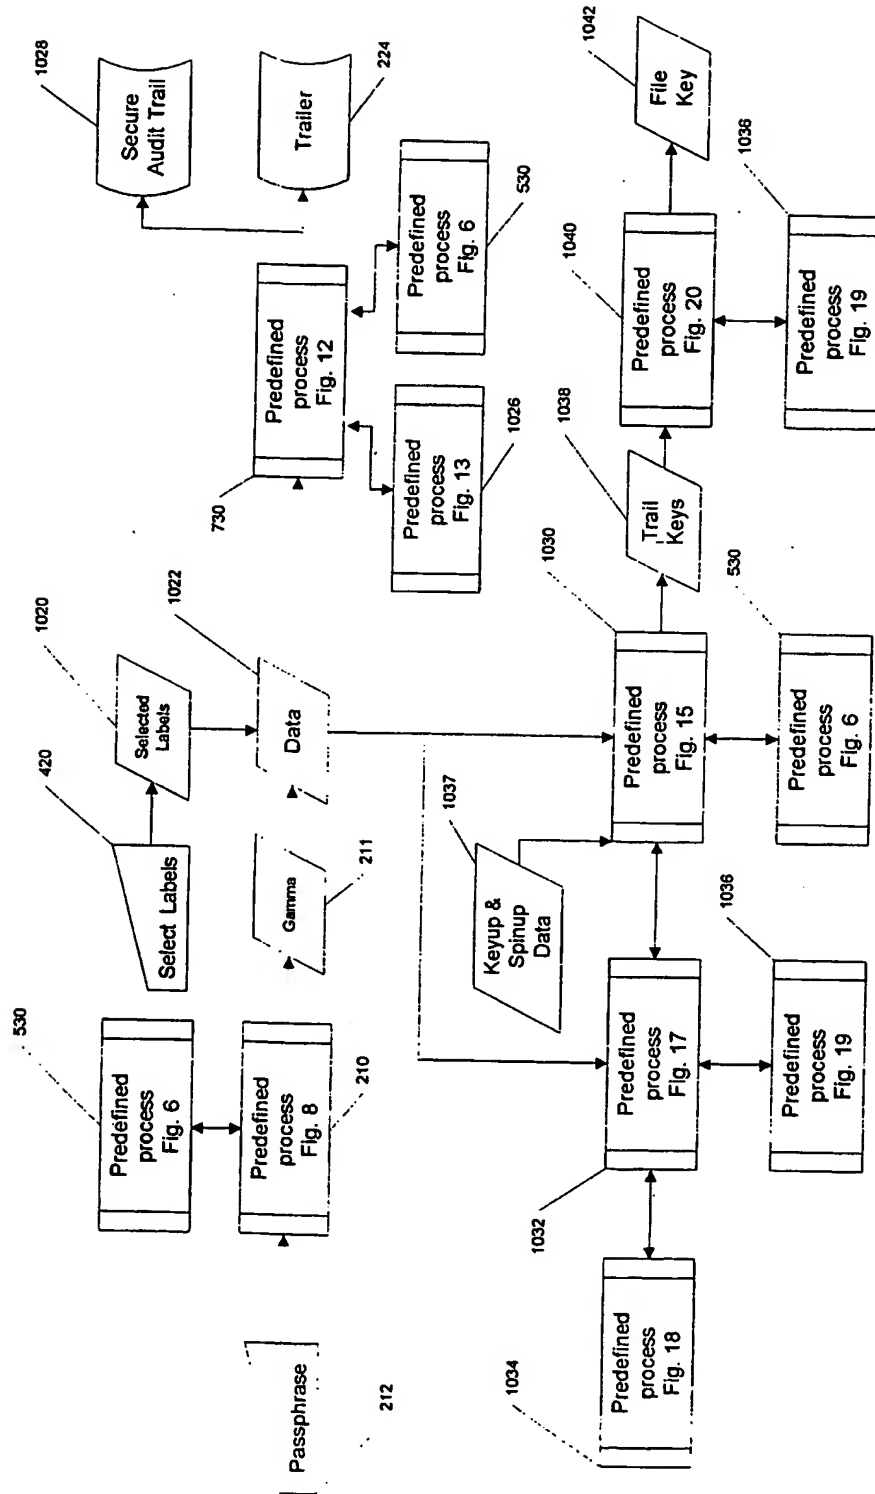 530
Predefined
process
Fig. 6
420
Select Labels
1020
Selected
Labels
1028
Secure
Audit Trail
212
Passphrase
Predefined
process
Fig. 8
210
Gamma
211
Data
1022
730
Predefined
process
Fig. 12
Trailer
224
Predefined
process
Fig. 13
1026
Predefined
process
Fig. 6
530
1034
Predefined
process
Fig. 18
1032
Predefined
process
Fig. 17
Keyup &
Spinup
Data
1037
Predefined
process
Fig. 15
1030
Trail
Keys
1038
Predefined
process
Fig. 20
1040
File
Key
1042
Predefined
process
Fig. 19
1036
Predefined
process
Fig. 6
530
Predefined
process
Fig. 19
1036